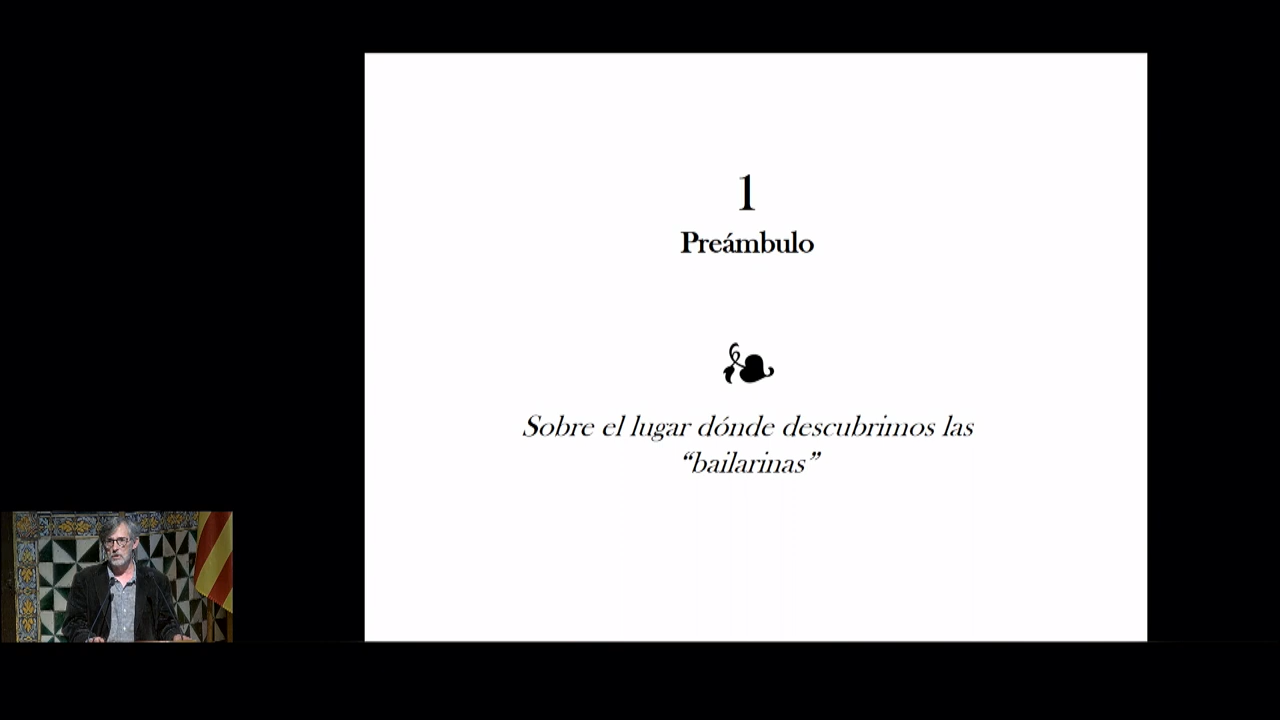 1
Preámbulo
Sobre el lugar dónde descubrimos las
“bailarinas”